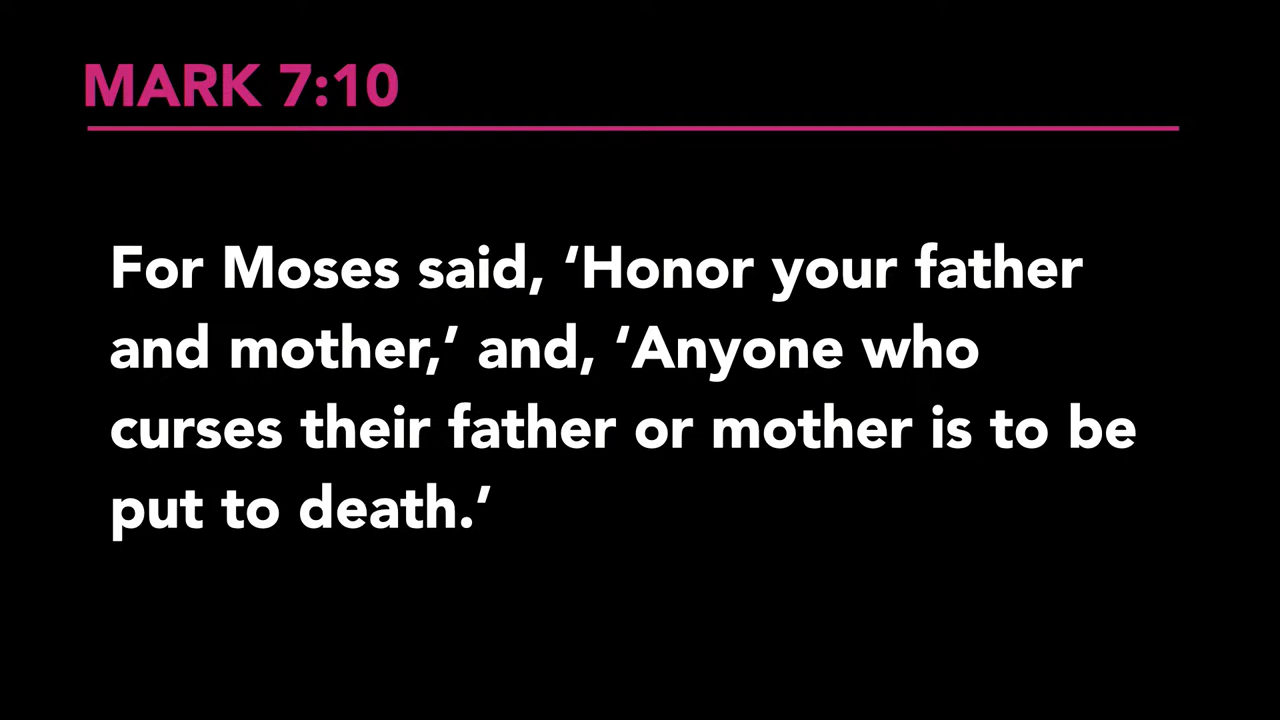 MARK 7:10
For Moses said, ‘Honor your father
and mother,’ and, ‘Anyone who
curses their father or mother is to be
put to death.’